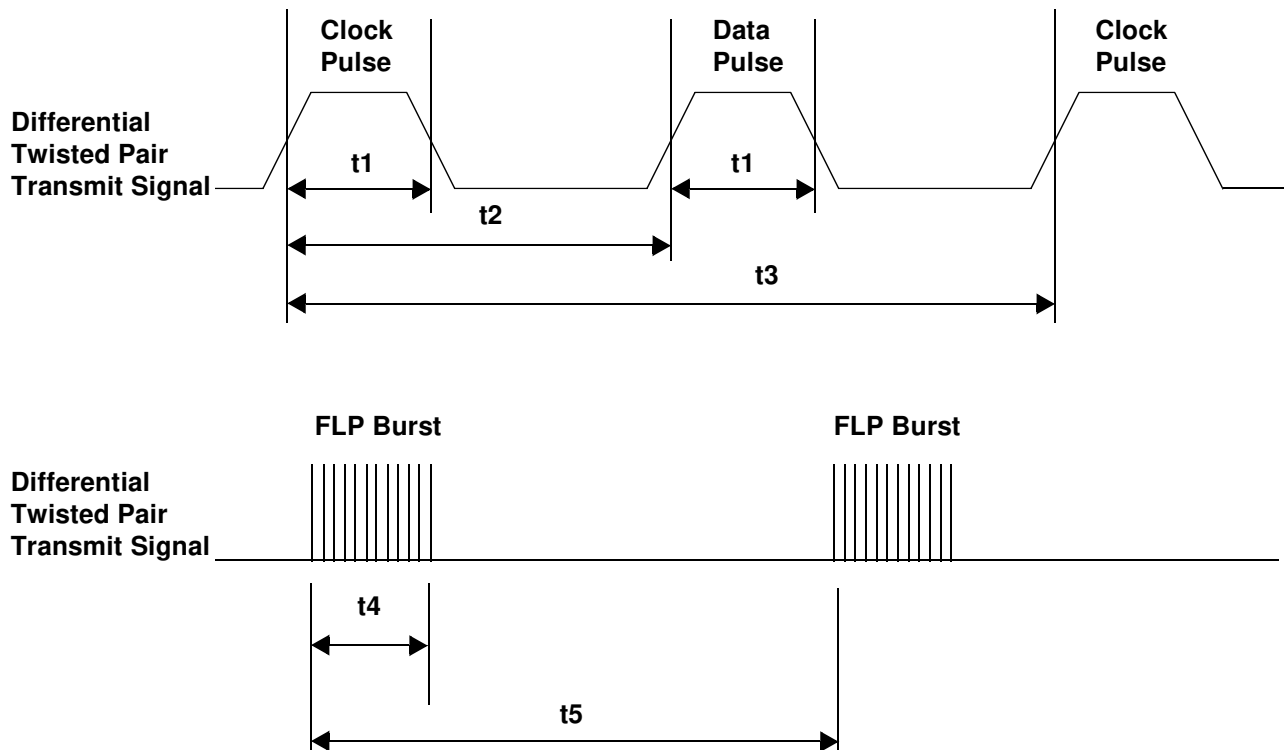 Clock
Pulse
Data
Pulse
Clock
Pulse
Differential
Twisted Pair
Transmit Signal
t1
t1
t2
t3
FLP Burst
FLP Burst
Differential
Twisted Pair
Transmit Signal
t4
t5